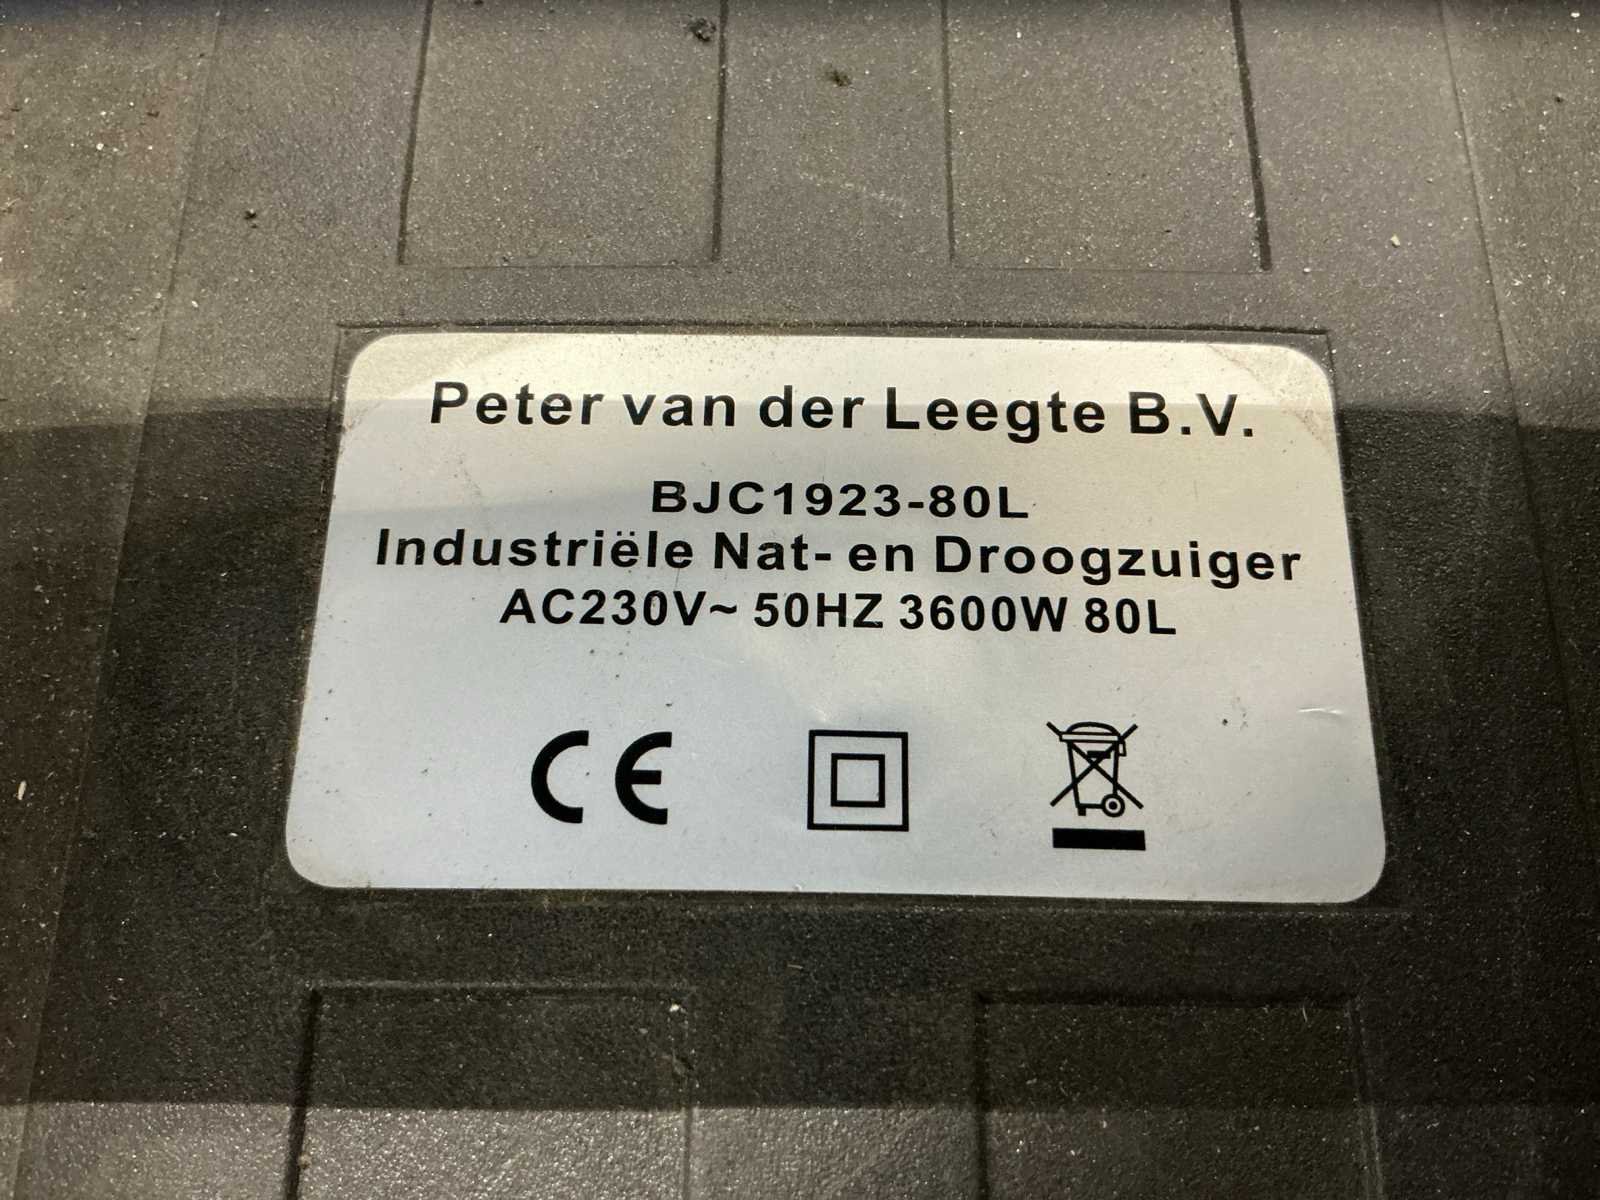 Peter van der Leegte B.V.
BJC1923-80L
Industriële Nat- en Droogzuiger
AC230V~ 50HZ 3600W 80L
CE